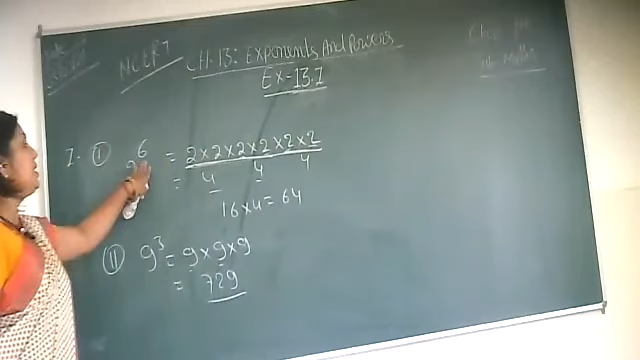 NCERT CH.13: Exponents And Powers
Ex-13.1
1. (i) 2⁶ = 2×2×2×2×2×2
= 4 4 4
16×4=64
(ii) 9³ = 9×9×9
= 729